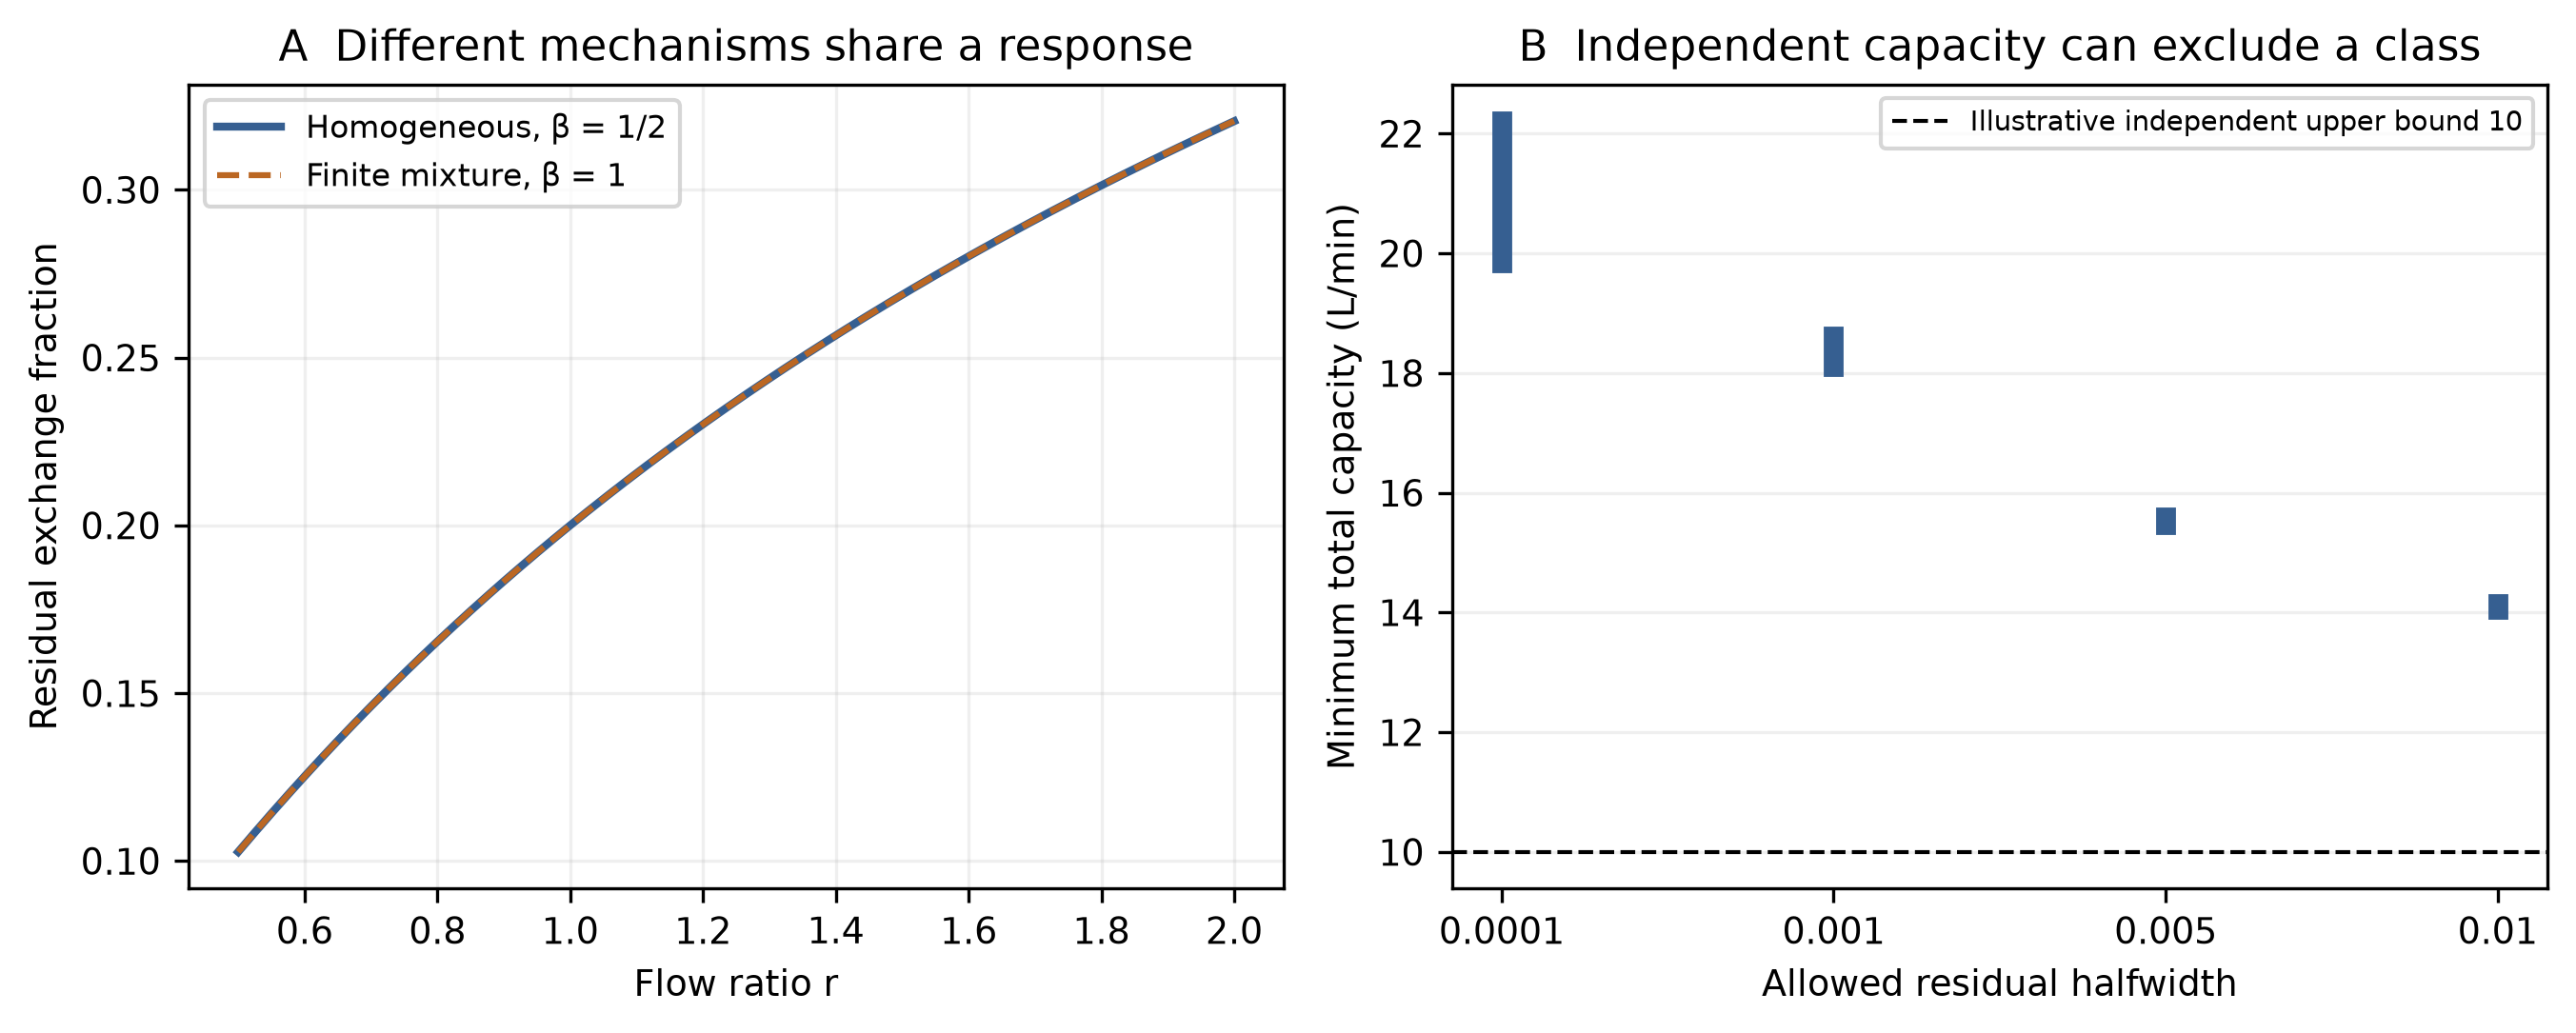 A  Different mechanisms share a response
Homogeneous, β = 1/2
Finite mixture, β = 1
Residual exchange fraction
0.30
0.25
0.20
0.15
0.10
0.6 0.8 1.0 1.2 1.4 1.6 1.8 2.0
Flow ratio r
B  Independent capacity can exclude a class
Illustrative independent upper bound 10
Minimum total capacity (L/min)
22
20
18
16
14
12
10
0.0001 0.001 0.005 0.01
Allowed residual halfwidth